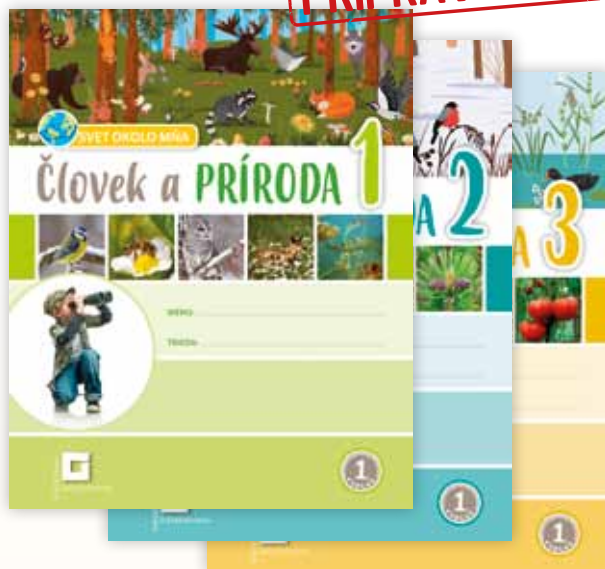 SVET OKOLO MŇA
Človek a PRÍRODA 1
A 2
A 3
MENO:
TRIEDA:
1
1
1